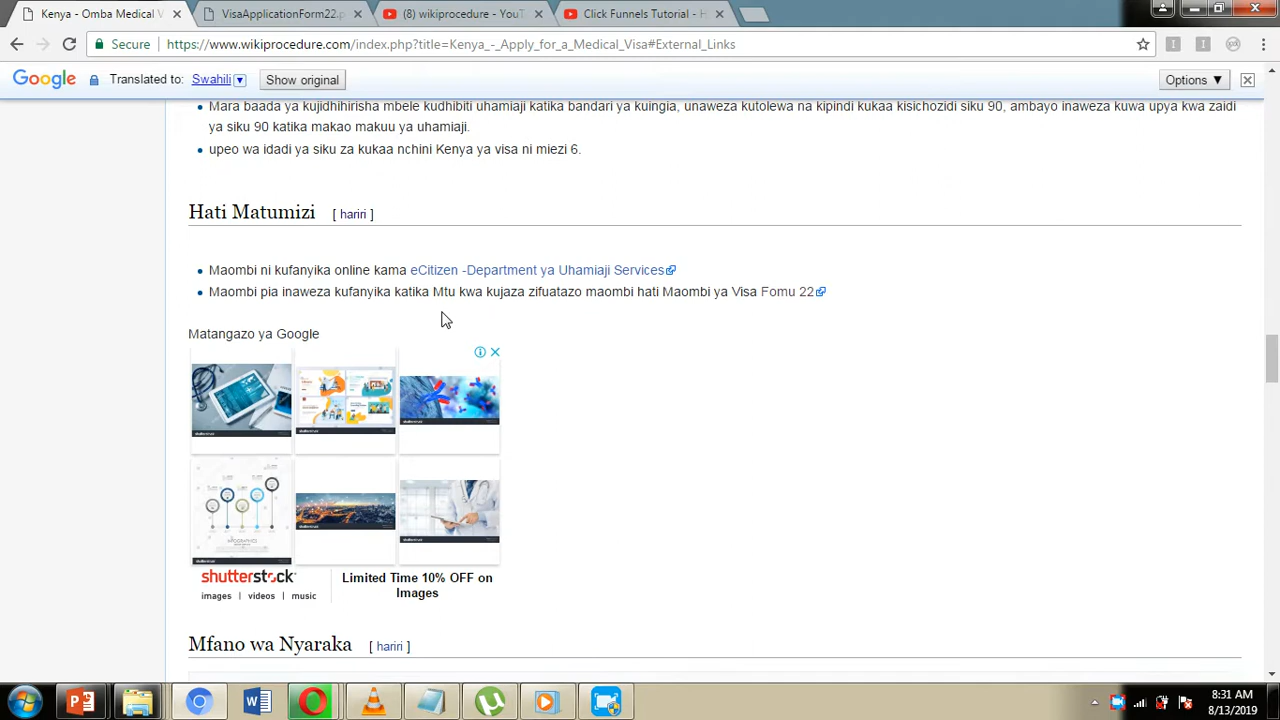 Kenya - Omba Medical V
VisaApplicationForm22.p
(8) wikiprocedure - YouT
Click Funnels Tutorial - H
Secure
https://www.wikiprocedure.com/index.php?title=Kenya_-_Apply_for_a_Medical_Visa#External_Links
Google Translated to: Swahili Show original Options ▼
Mara baada ya kujidhihirisha mbele kudhibiti uhamiaji katika bandari ya kuingia, unaweza kutolewa na kipindi kukaa kisichozidi siku 90, ambayo inaweza kuwa upya kwa zaidi
ya siku 90 katika makao makuu ya uhamiaji.
upeo wa idadi ya siku za kukaa nchini Kenya ya visa ni miezi 6.
Hati Matumizi [ hariri ]
Maombi ni kufanyika online kama eCitizen -Department ya Uhamiaji Services
Maombi pia inaweza kufanyika katika Mtu kwa kujaza zifuatazo maombi hati Maombi ya Visa Fomu 22
Matangazo ya Google
shutterstock
images | videos | music
Limited Time 10% OFF on
Images
Mfano wa Nyaraka [ hariri ]
8:31 AM
8/13/2019